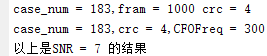 case_num = 183,fram = 1000 crc = 4
case_num = 183,crc = 4,CFOFreq = 300
以上是SNR = 7 的结果